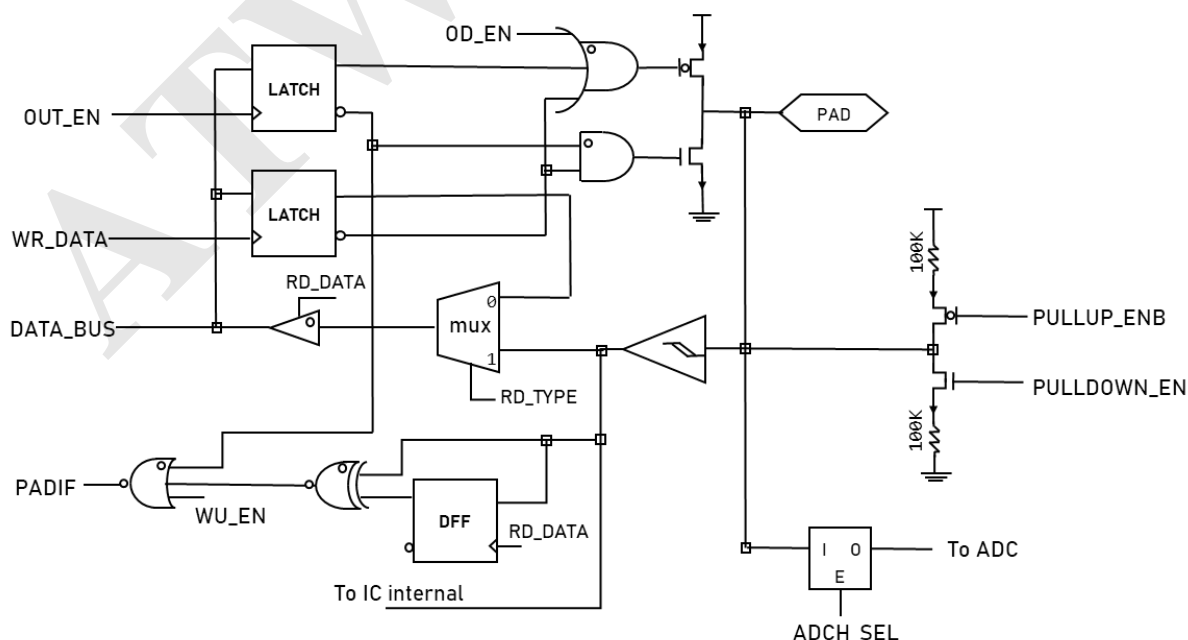 ATW
OD_EN
LATCH
OUT_EN
PAD
LATCH
WR_DATA
100K
RD_DATA
0
DATA_BUS
mux
PULLUP_ENB
1
RD_TYPE
PULLDOWN_EN
100K
PADIF
WU_EN
DFF
RD_DATA
I O
To ADC
E
To IC internal
ADCH_SEL